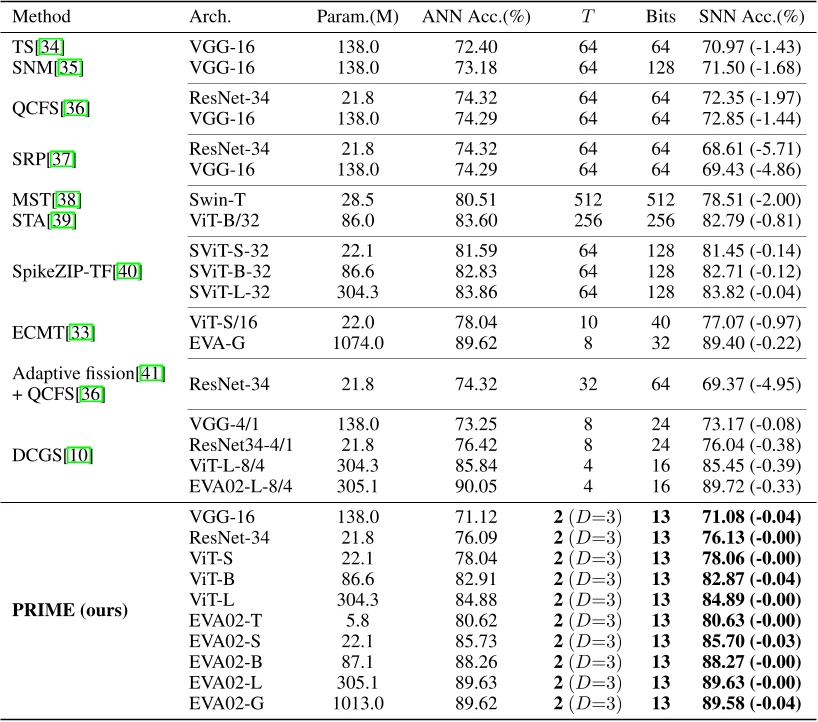 Method Arch. Param.(M) ANN Acc.(%) T Bits SNN Acc.(%)
TS[34] VGG-16 138.0 72.40 64 64 70.97 (-1.43)
SNM[35] VGG-16 138.0 73.18 64 128 71.50 (-1.68)
QCFS[36] ResNet-34 21.8 74.32 64 64 72.35 (-1.97)
VGG-16 138.0 74.29 64 64 72.85 (-1.44)
SRP[37] ResNet-34 21.8 74.32 64 64 68.61 (-5.71)
VGG-16 138.0 74.29 64 64 69.43 (-4.86)
MST[38] Swin-T 28.5 80.51 512 512 78.51 (-2.00)
STA[39] ViT-B/32 86.0 83.60 256 256 82.79 (-0.81)
SpikeZIP-TF[40] SViT-S-32 22.1 81.59 64 128 81.45 (-0.14)
SViT-B-32 86.6 82.83 64 128 82.71 (-0.12)
SViT-L-32 304.3 83.86 64 128 83.82 (-0.04)
ECMT[33] ViT-S/16 22.0 78.04 10 40 77.07 (-0.97)
EVA-G 1074.0 89.62 8 32 89.40 (-0.22)
Adaptive fission[41]
+ QCFS[36] ResNet-34 21.8 74.32 32 64 69.37 (-4.95)
DCGS[10] VGG-4/1 138.0 73.25 8 24 73.17 (-0.08)
ResNet34-4/1 21.8 76.42 8 24 76.04 (-0.38)
ViT-L-8/4 304.3 85.84 4 16 85.45 (-0.39)
EVA02-L-8/4 305.1 90.05 4 16 89.72 (-0.33)
PRIME (ours) VGG-16 138.0 71.12 2 (D=3) 13 71.08 (-0.04)
ResNet-34 21.8 76.09 2 (D=3) 13 76.13 (-0.00)
ViT-S 22.1 78.04 2 (D=3) 13 78.06 (-0.00)
ViT-B 86.6 82.91 2 (D=3) 13 82.87 (-0.04)
ViT-L 304.3 84.88 2 (D=3) 13 84.89 (-0.00)
EVA02-T 5.8 80.62 2 (D=3) 13 80.63 (-0.00)
EVA02-S 22.1 85.73 2 (D=3) 13 85.70 (-0.03)
EVA02-B 87.1 88.26 2 (D=3) 13 88.27 (-0.00)
EVA02-L 305.1 89.63 2 (D=3) 13 89.63 (-0.00)
EVA02-G 1013.0 89.62 2 (D=3) 13 89.58 (-0.04)